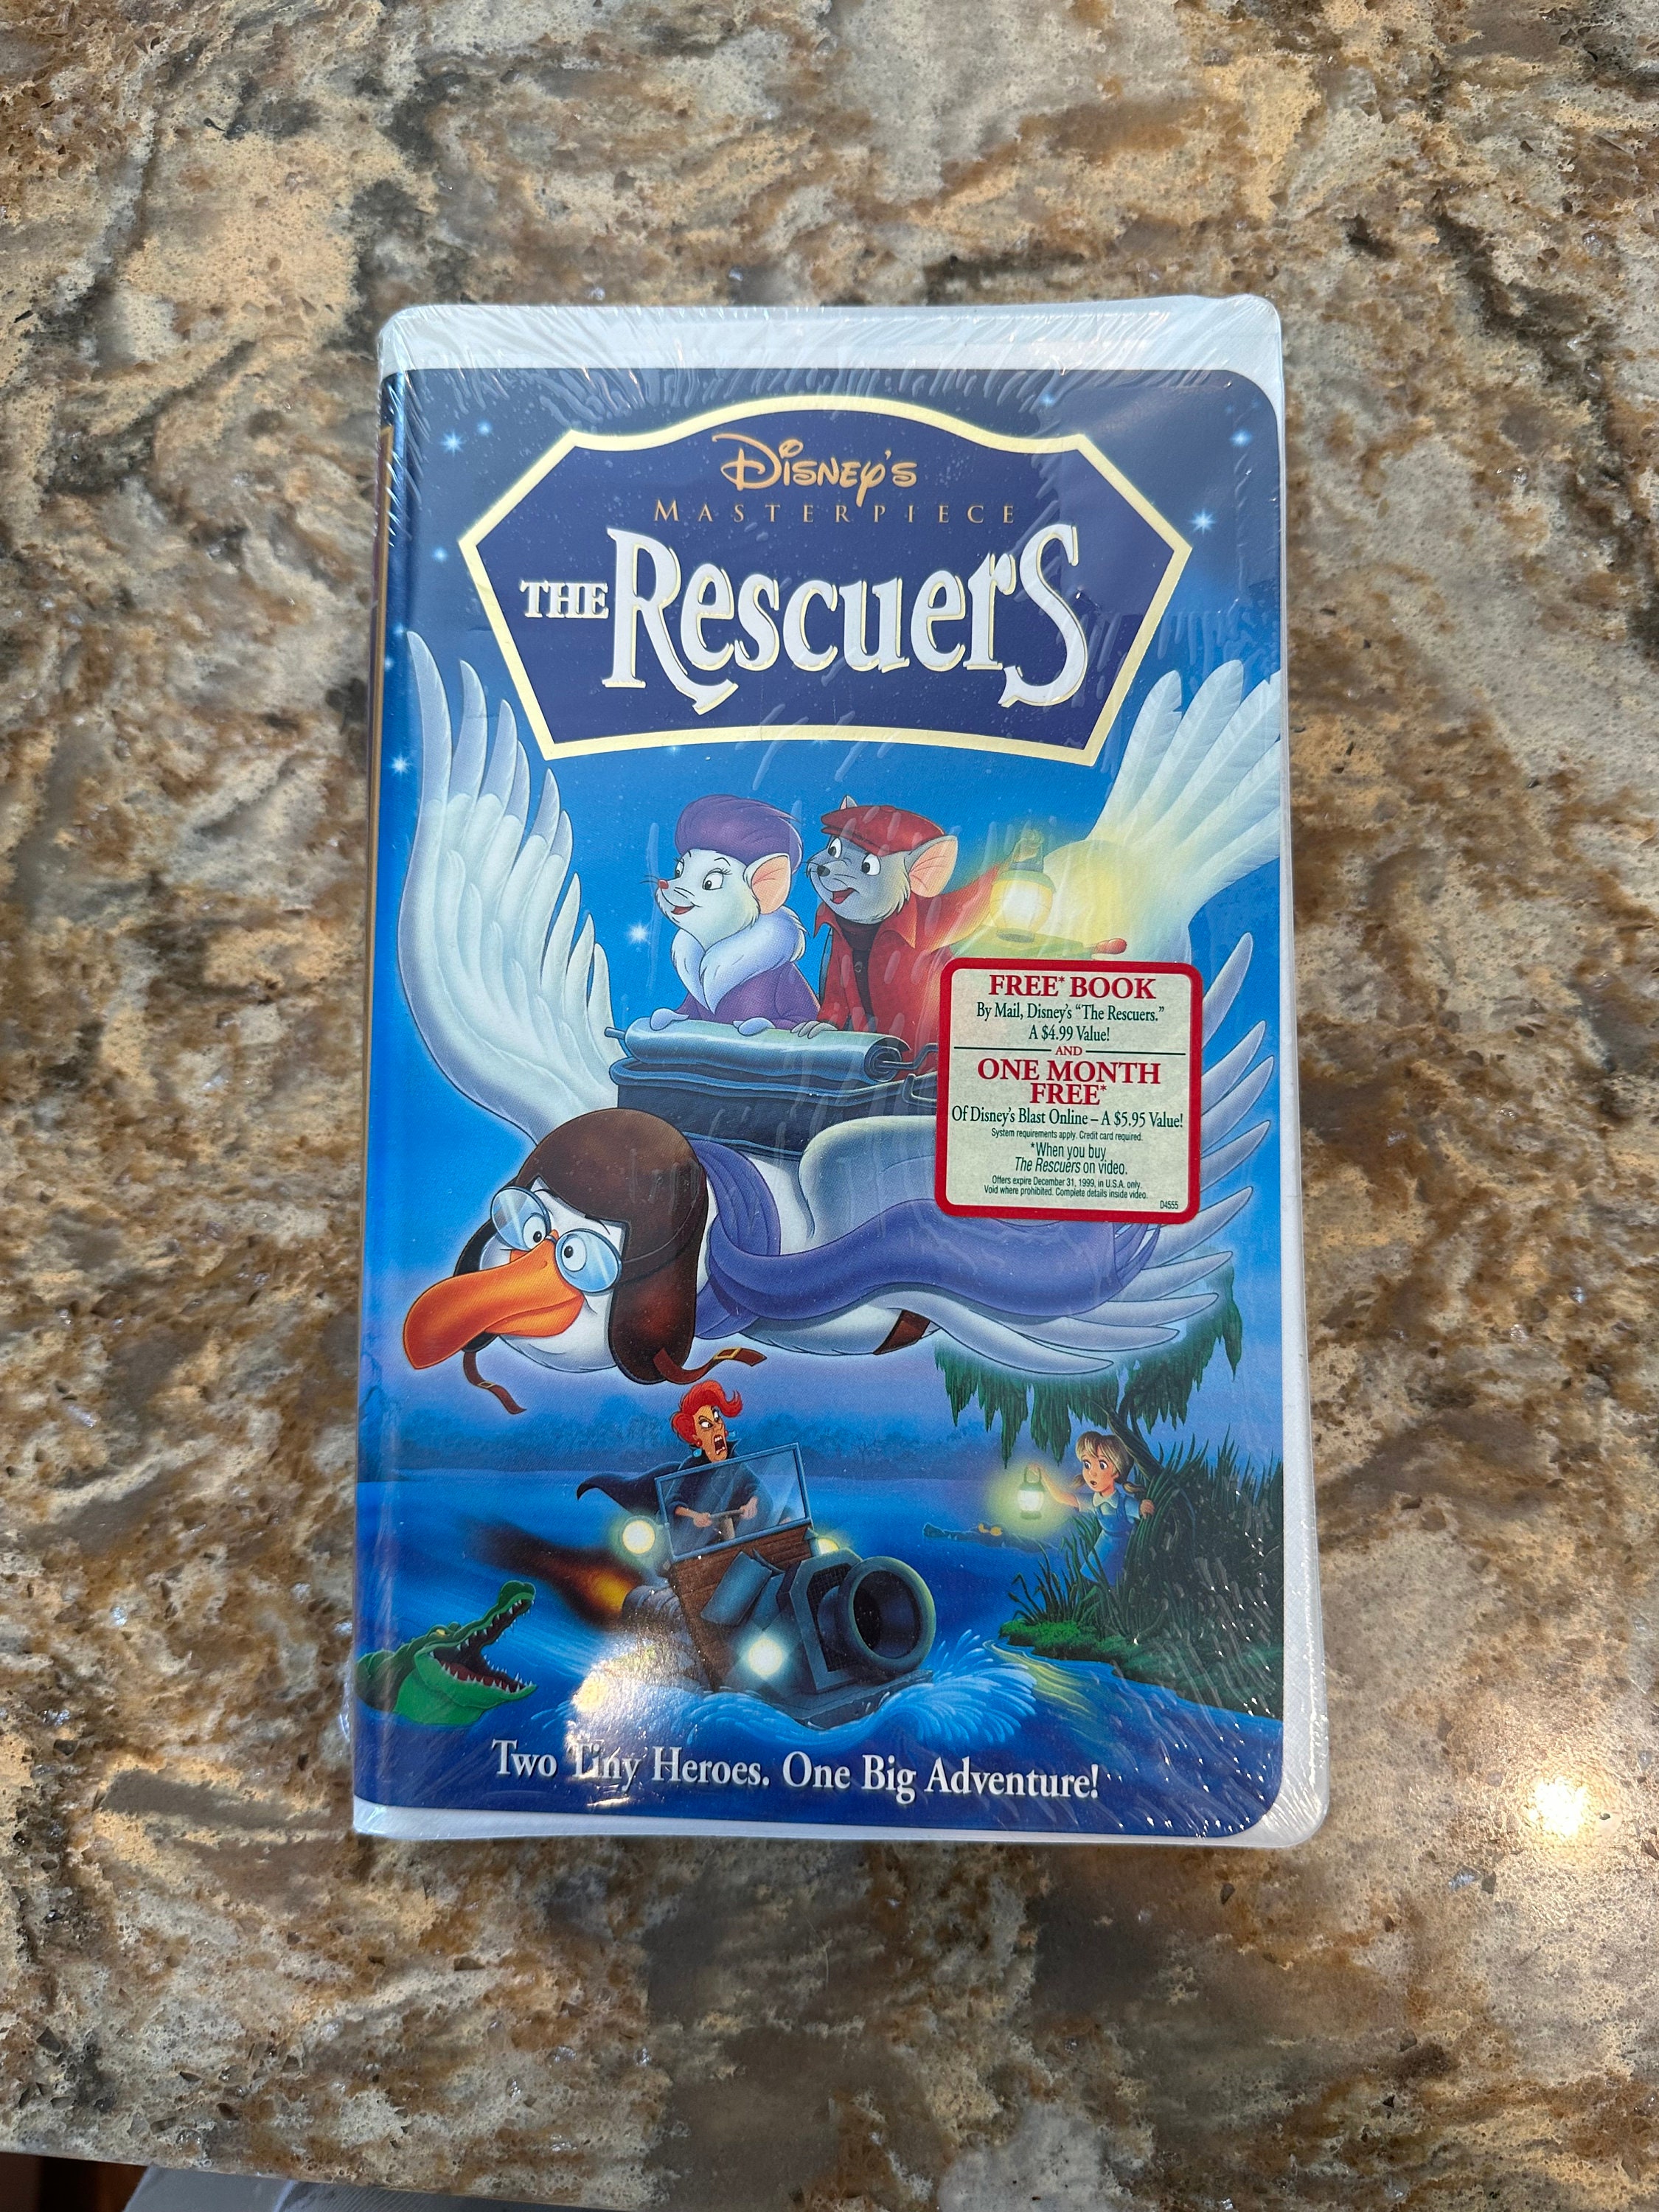 Disney's
MASTERPIECE
THE Rescuers
FREE* BOOK
By Mail, Disney's "The Rescuers."
A $4.99 Value!
AND
ONE MONTH
FREE*
Of Disney's Blast Online – A $5.95 Value!
System requirements apply. Credit card required.
*When you buy
The Rescuers on video.
Offers expire December 31, 1999, in U.S.A. only.
Void where prohibited. Complete details inside video.
D4555
Two Tiny Heroes. One Big Adventure!